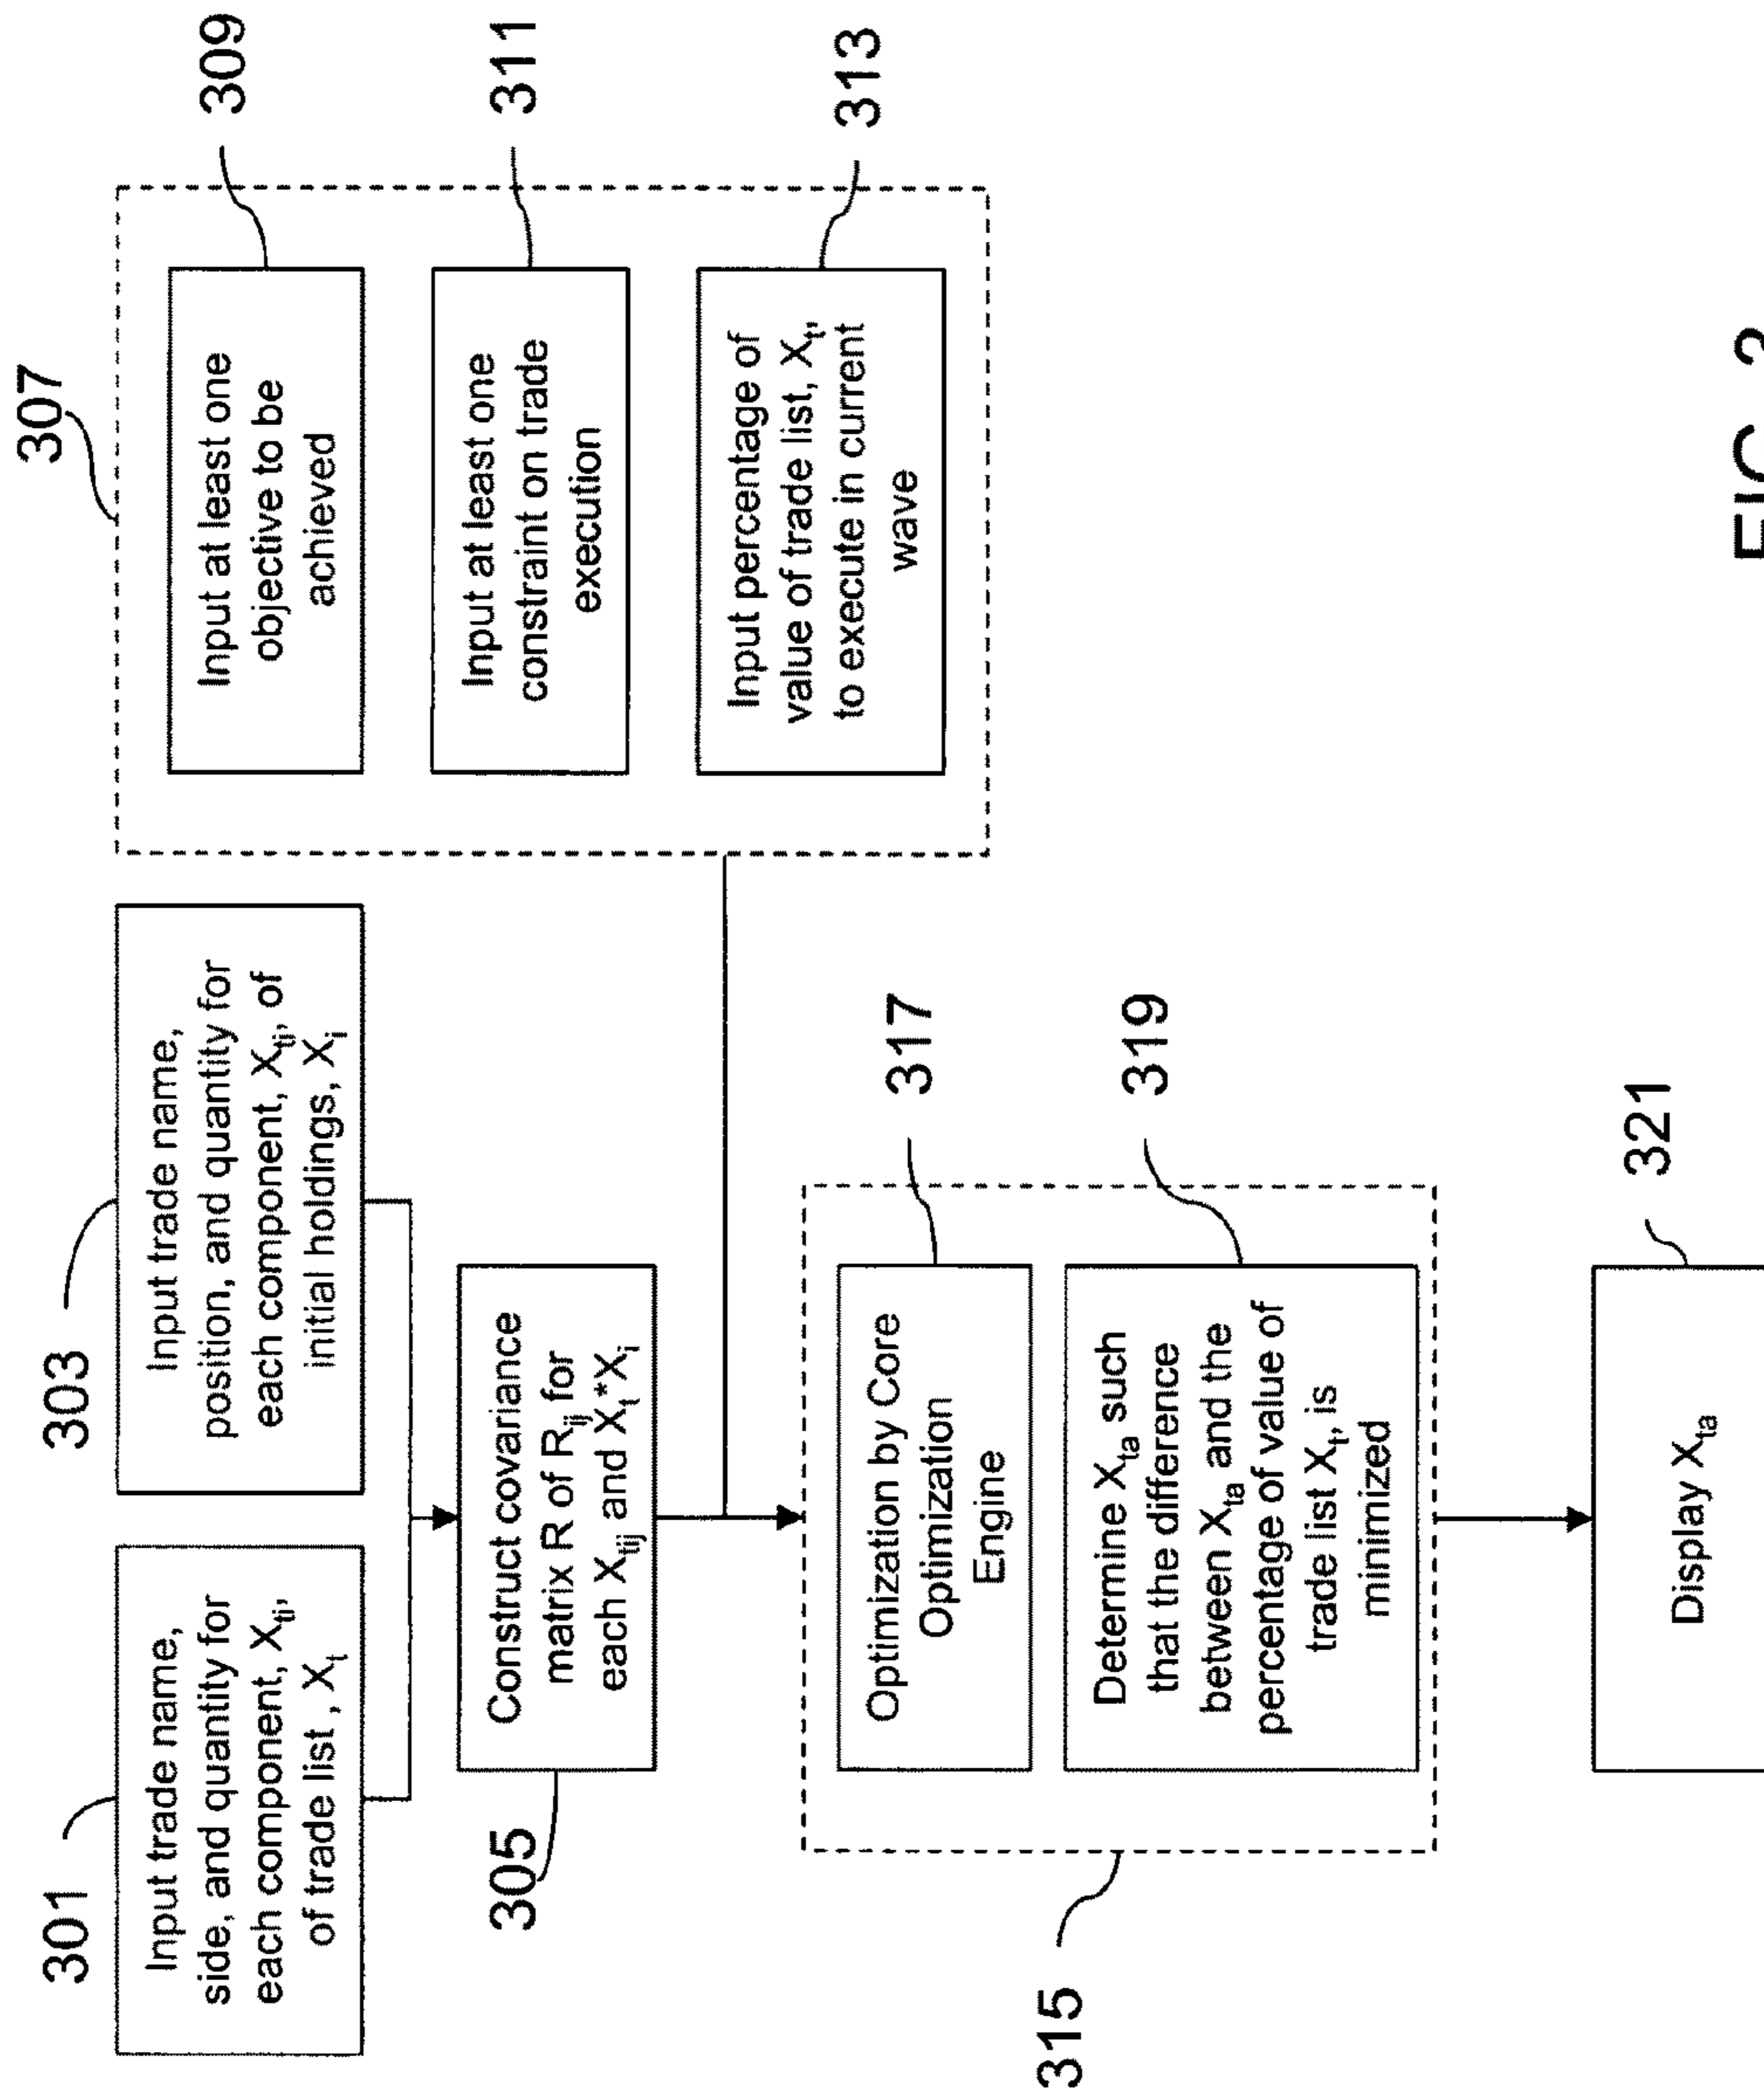 301
Input trade name,
side, and quantity for
each component, Xti,
of trade list , Xt
303
Input trade name,
position, and quantity for
each component, Xti, of
initial holdings, Xi
307
Input at least one
objective to be
achieved
309
Input at least one
constraint on trade
execution
311
Input percentage of
value of trade list, Xt,
to execute in current
wave
313
305
Construct covariance
matrix R of Rij for
each Xtij and Xt*Xi
315
Optimization by Core
Optimization
Engine
317
Determine Xta such
that the difference
between Xta and the
percentage of value of
trade list Xt, is
minimized
319
Display Xta
321